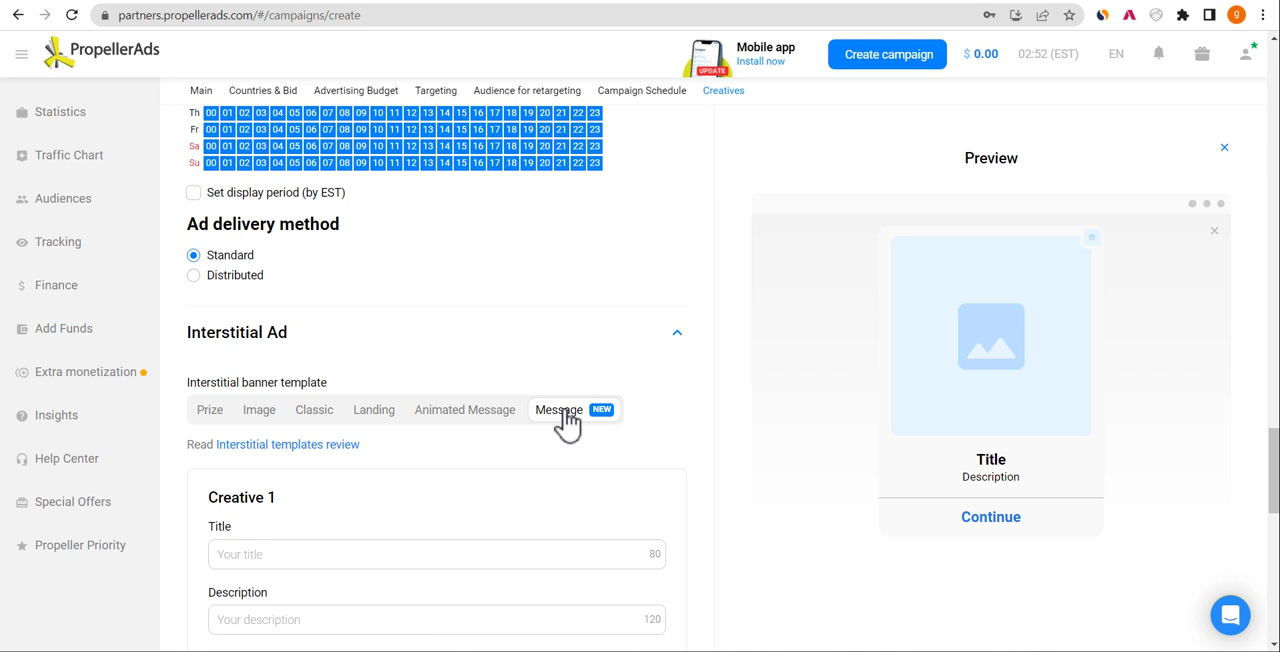 partners.propellerads.com/#/campaigns/create
g
PropellerAds
UPDATE
Mobile app
Install now
Create campaign
$ 0.00
02:52 (EST)
EN
Main
Countries & Bid
Advertising Budget
Targeting
Audience for retargeting
Campaign Schedule
Creatives
Statistics
Traffic Chart
Audiences
Tracking
Finance
Add Funds
Extra monetization
Insights
Help Center
Special Offers
Propeller Priority
Th 00 01 02 03 04 05 06 07 08 09 10 11 12 13 14 15 16 17 18 19 20 21 22 23
Fr 00 01 02 03 04 05 06 07 08 09 10 11 12 13 14 15 16 17 18 19 20 21 22 23
Sa 00 01 02 03 04 05 06 07 08 09 10 11 12 13 14 15 16 17 18 19 20 21 22 23
Su 00 01 02 03 04 05 06 07 08 09 10 11 12 13 14 15 16 17 18 19 20 21 22 23
Set display period (by EST)
Ad delivery method
Standard
Distributed
Interstitial Ad
Interstitial banner template
Prize
Image
Classic
Landing
Animated Message
Message NEW
Read Interstitial templates review
Creative 1
Title
Your title
80
Description
Your description
120
Preview
Title
Description
Continue